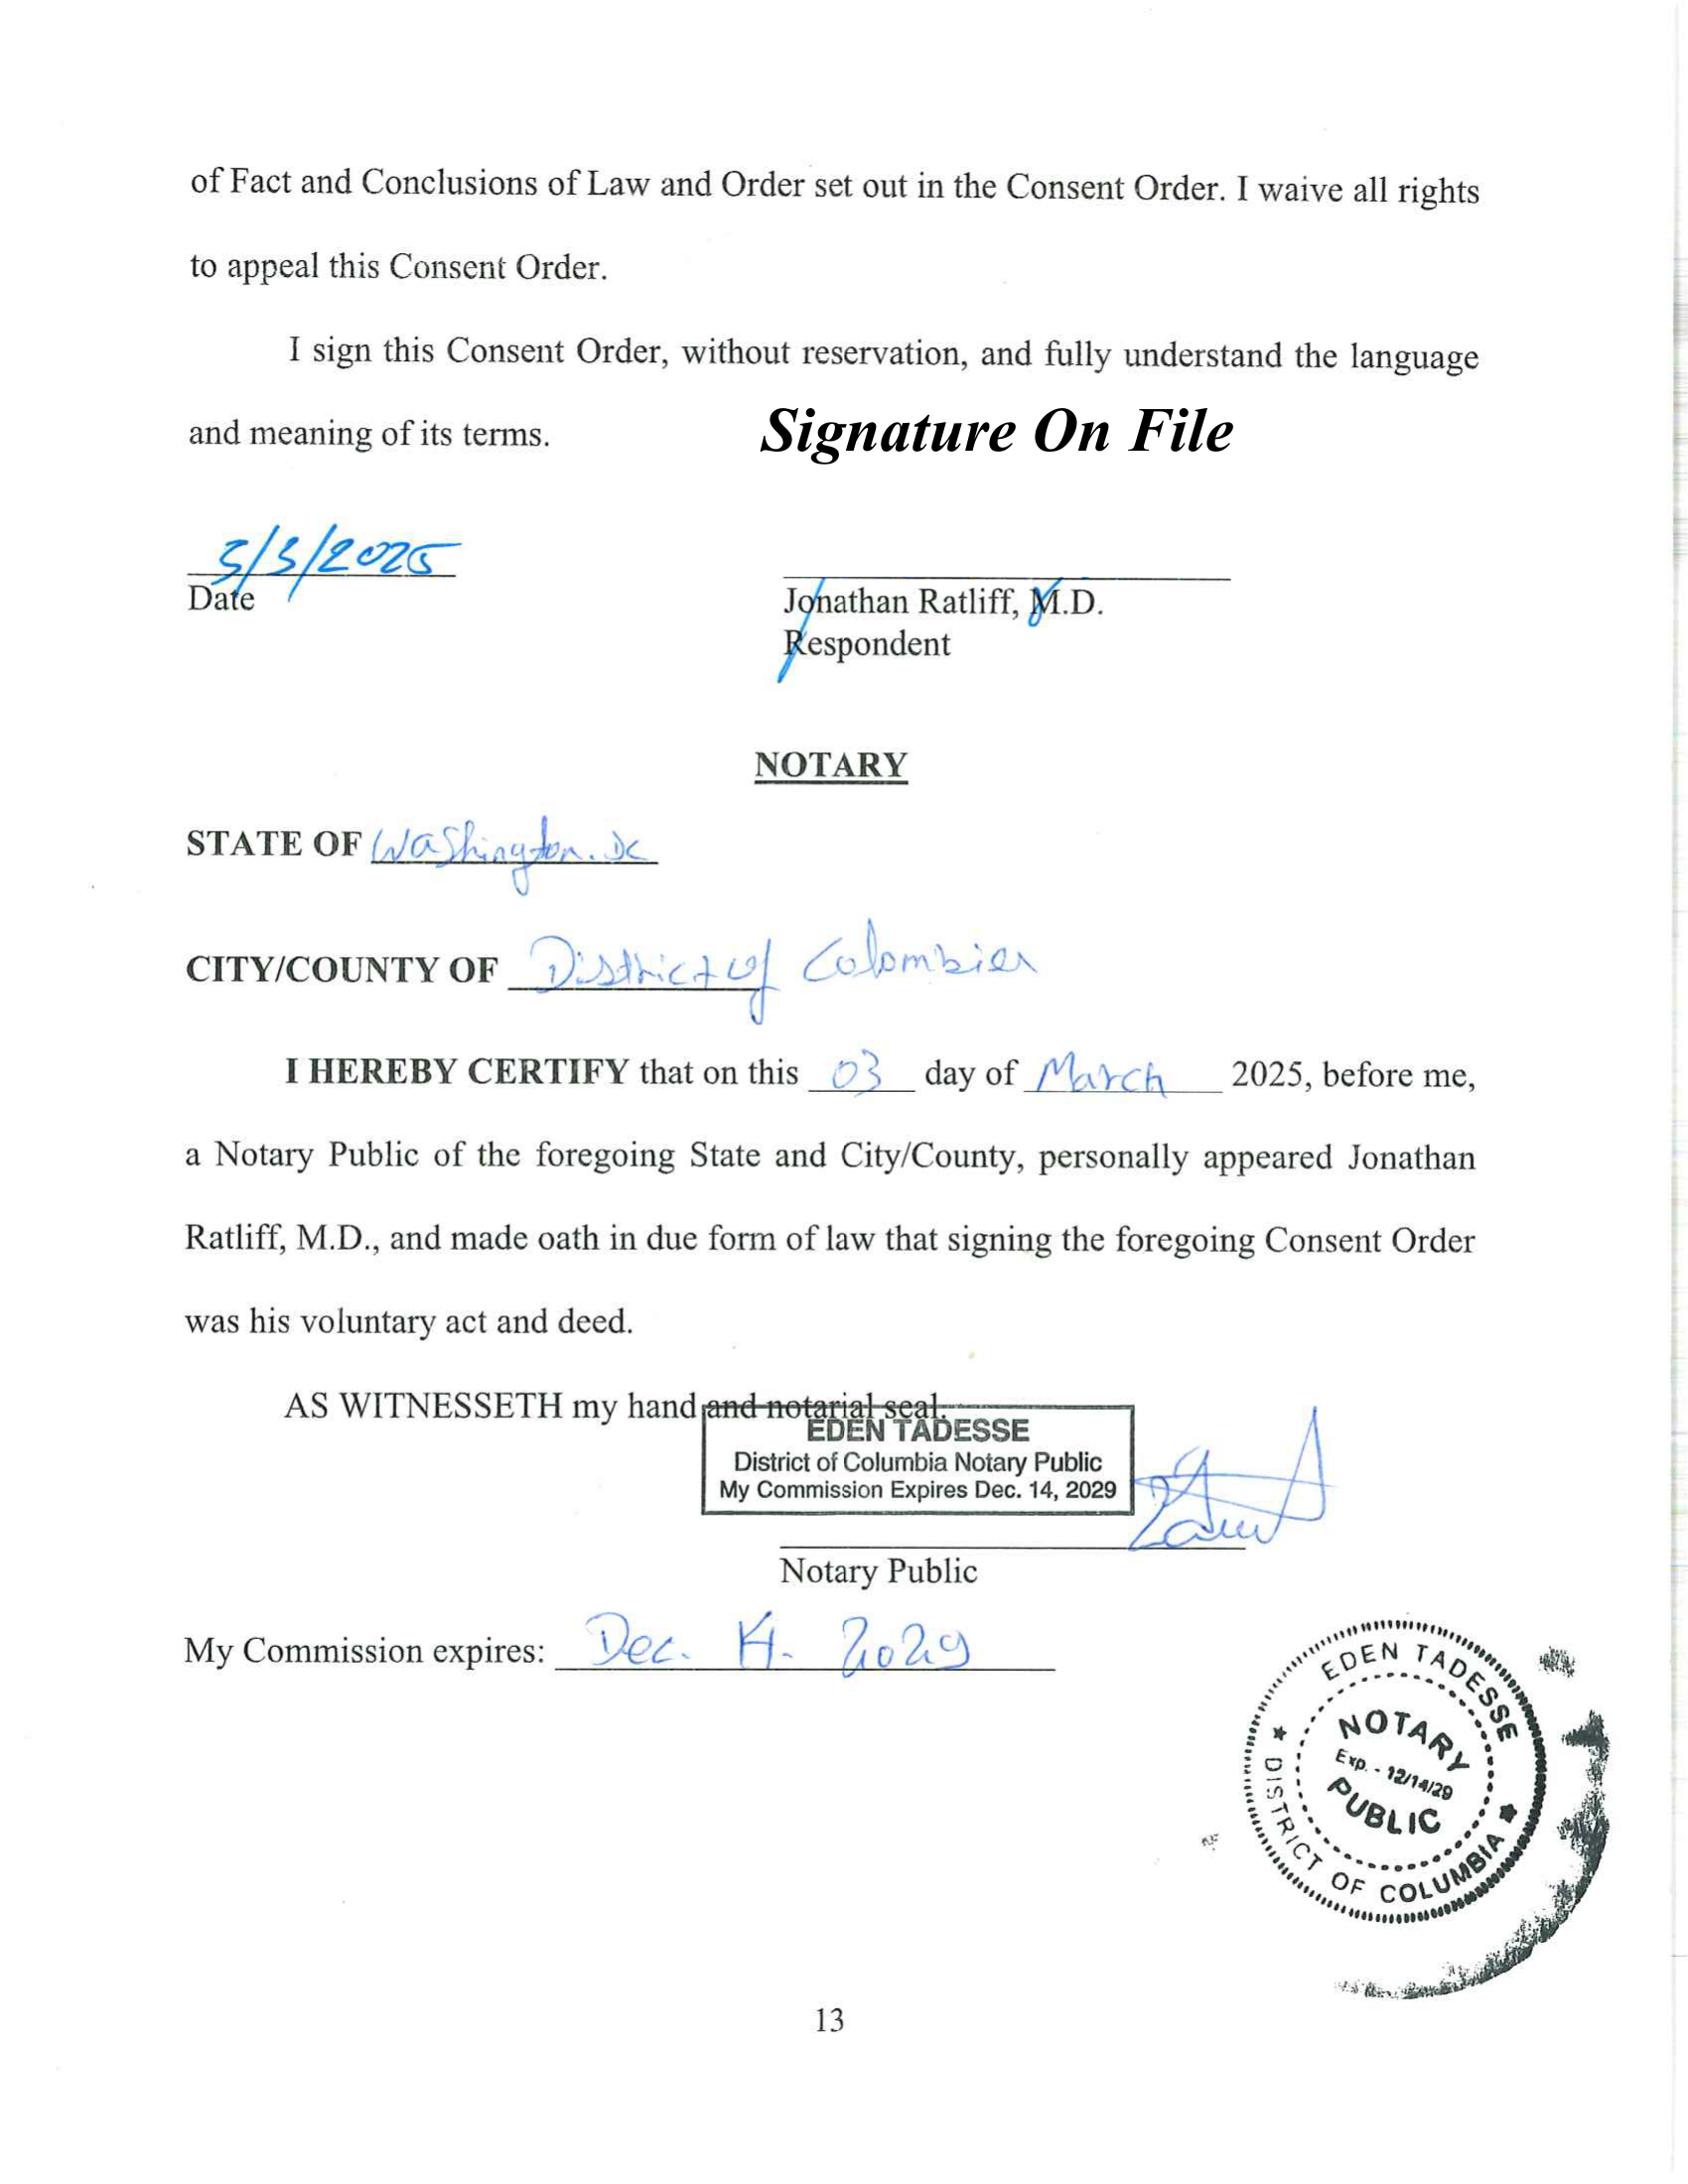 of Fact and Conclusions of Law and Order set out in the Consent Order. I waive all rights
to appeal this Consent Order.
I sign this Consent Order, without reservation, and fully understand the language
and meaning of its terms.
Signature On File
3/3/2025
Date
Jonathan Ratliff, M.D.
Respondent
NOTARY
STATE OF Washington. DC
CITY/COUNTY OF District of Colombia
I HEREBY CERTIFY that on this 03 day of March 2025, before me,
a Notary Public of the foregoing State and City/County, personally appeared Jonathan
Ratliff, M.D., and made oath in due form of law that signing the foregoing Consent Order
was his voluntary act and deed.
AS WITNESSETH my hand and notarial seal.
EDEN TADESSE
District of Columbia Notary Public
My Commission Expires Dec. 14, 2029
Notary Public
My Commission expires: Dec. 14. 2029
EDEN TADESSE
NOTARY
Exp. - 12/14/29
PUBLIC
DISTRICT OF COLUMBIA
13